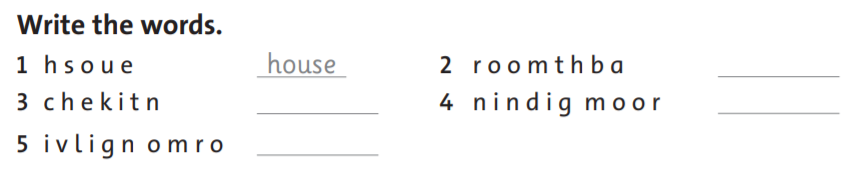 Write the words.
1 h s o u e house 2 r o o m t h b a
3 c h e k i t n 4 n i n d i g m o o r
5 i v l i g n o m r o